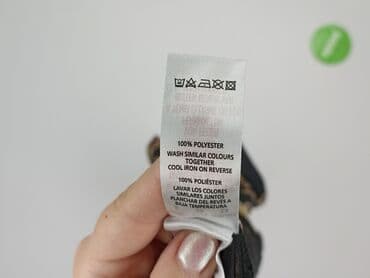 100% POLYESTER
WASH SIMILAR COLOURS
TOGETHER
COOL IRON ON REVERSE
100% POLIÉSTER
LAVAR LOS COLORES
SIMILARES JUNTOS
PLANCHAR DEL REVÉS A
BAJA TEMPERATURA